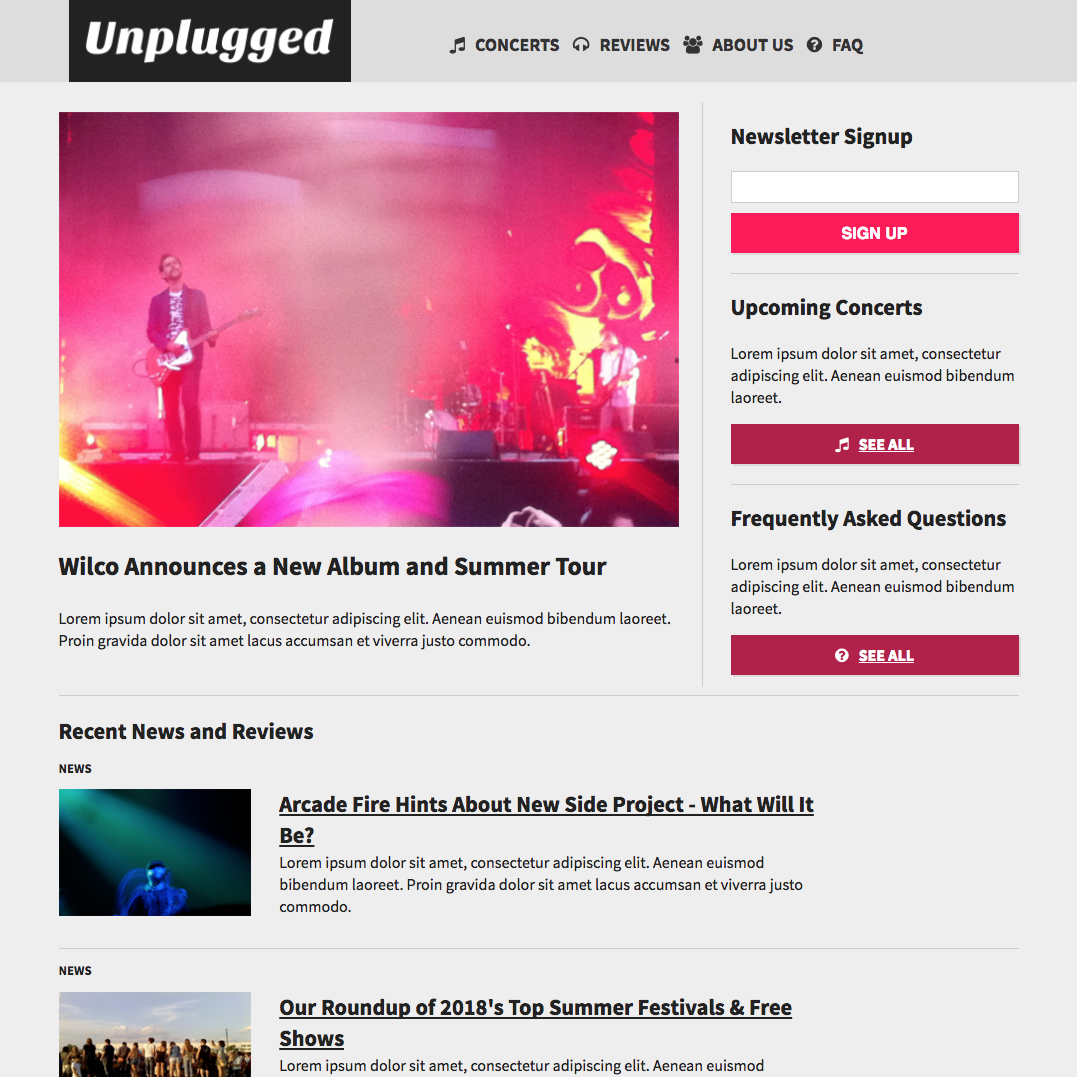 Unplugged
CONCERTS REVIEWS ABOUT US FAQ
Wilco Announces a New Album and Summer Tour
Lorem ipsum dolor sit amet, consectetur adipiscing elit. Aenean euismod bibendum laoreet.
Proin gravida dolor sit amet lacus accumsan et viverra justo commodo.
Newsletter Signup
SIGN UP
Upcoming Concerts
Lorem ipsum dolor sit amet, consectetur
adipiscing elit. Aenean euismod bibendum
laoreet.
SEE ALL
Frequently Asked Questions
Lorem ipsum dolor sit amet, consectetur
adipiscing elit. Aenean euismod bibendum
laoreet.
SEE ALL
Recent News and Reviews
NEWS
Arcade Fire Hints About New Side Project - What Will It
Be?
Lorem ipsum dolor sit amet, consectetur adipiscing elit. Aenean euismod
bibendum laoreet. Proin gravida dolor sit amet lacus accumsan et viverra justo
commodo.
NEWS
Our Roundup of 2018's Top Summer Festivals & Free
Shows
Lorem ipsum dolor sit amet, consectetur adipiscing elit. Aenean euismod